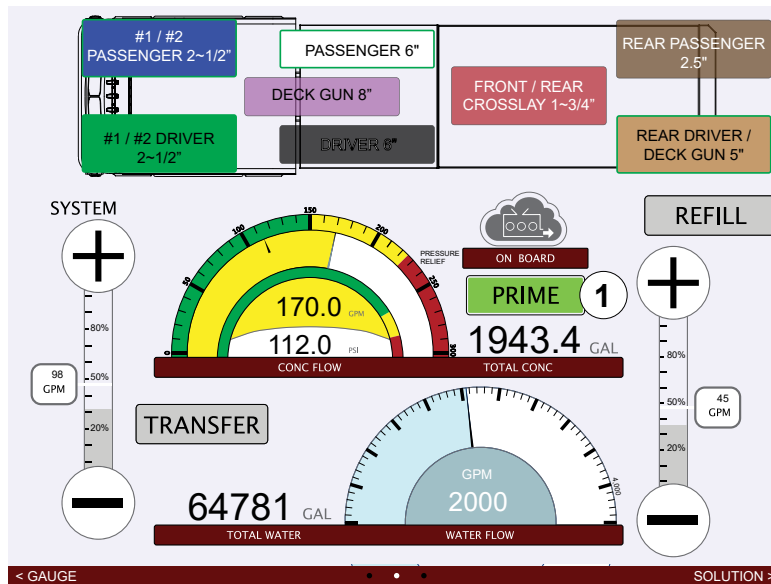 #1 / #2
PASSENGER 2~1/2"
PASSENGER 6"
REAR PASSENGER
2.5"
DECK GUN 8"
FRONT / REAR
CROSSLAY 1~3/4"
#1 / #2 DRIVER
2~1/2"
DRIVER 6"
REAR DRIVER /
DECK GUN 5"
SYSTEM
REFILL
ON BOARD
PRIME
1
0
50
100
150
200
250
300
PRESSURE
RELIEF
170.0 GPM
112.0 PSI
CONC FLOW
1943.4 GAL
TOTAL CONC
80%
50%
20%
98
GPM
80%
50%
20%
45
GPM
TRANSFER
GPM
2000
4,000
WATER FLOW
64781 GAL
TOTAL WATER
< GAUGE
SOLUTION >